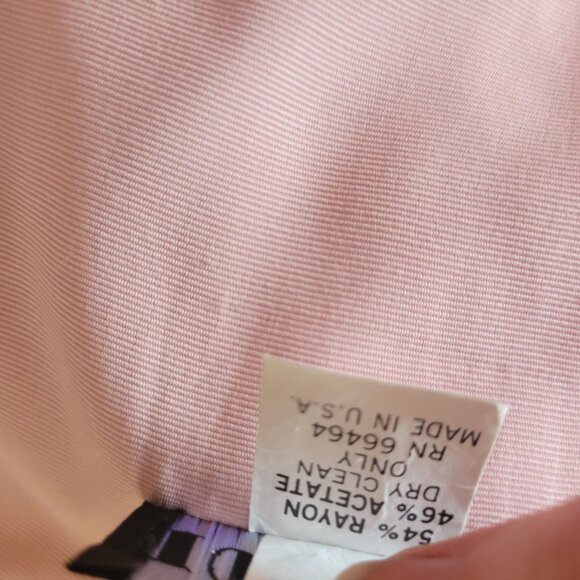 54% RAYON
46% ACETATE
DRY CLEAN
ONLY
RN 66464
MADE IN U.S.A.